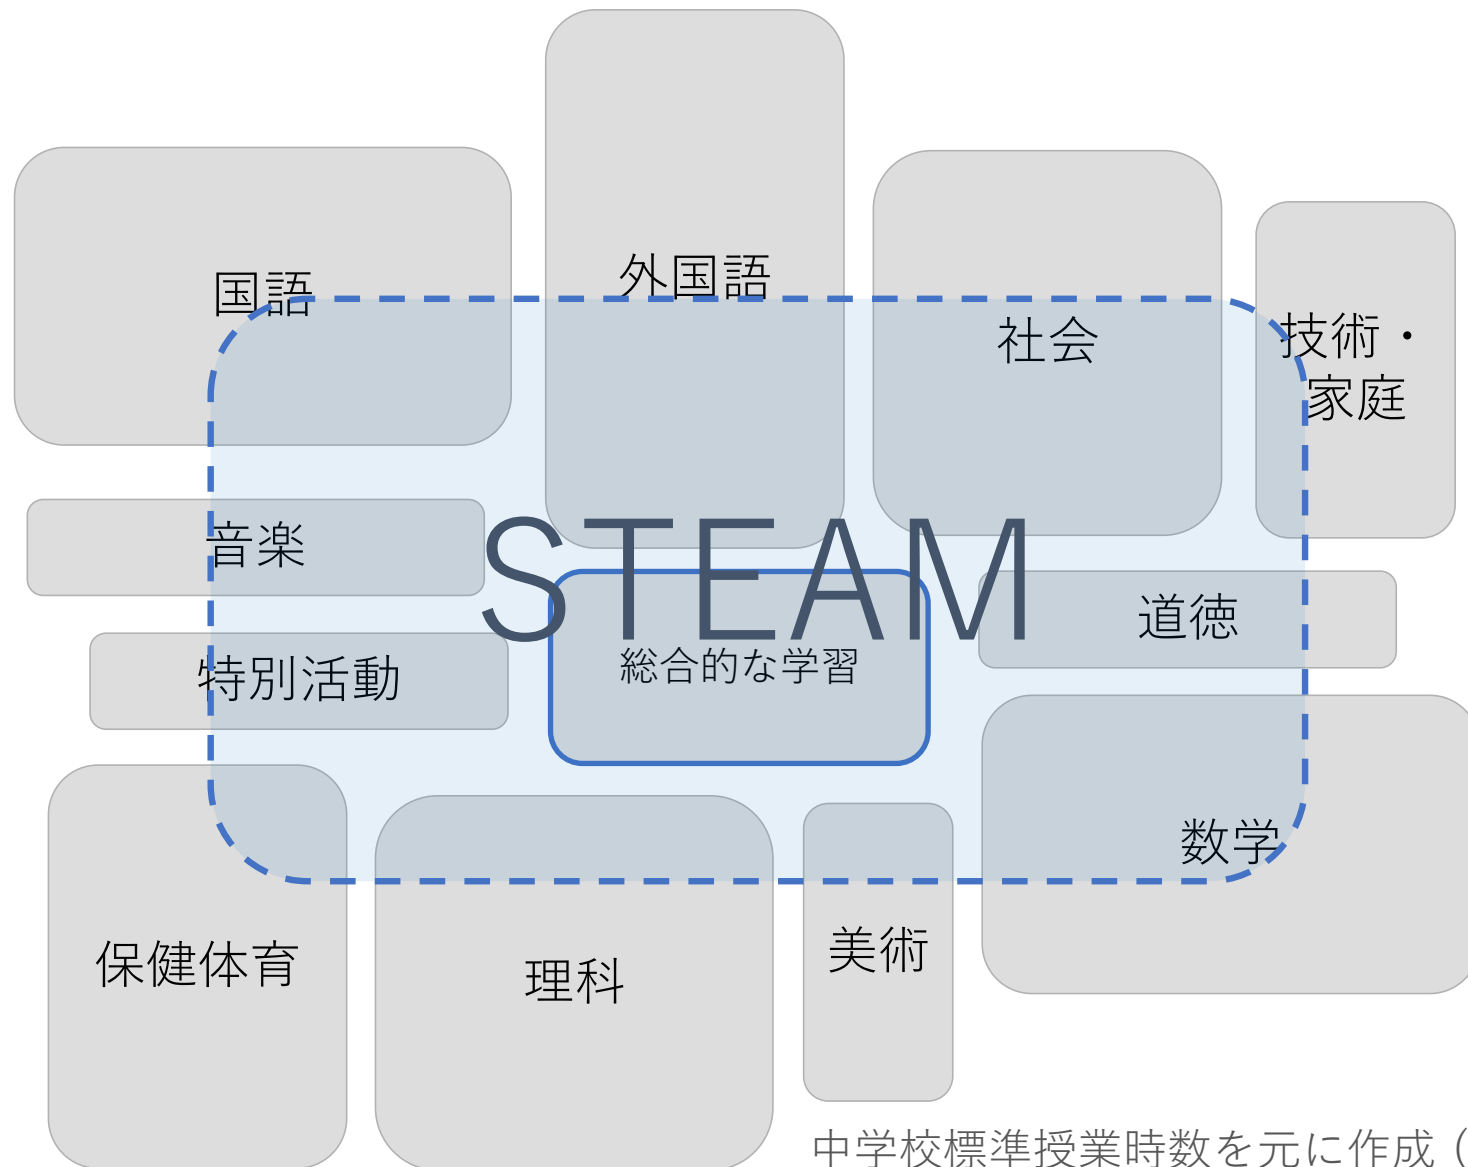 外国語
国語
社会
技術・
家庭
音楽
STEAM
道徳
総合的な学習
特別活動
数学
保健体育
理科
美術
中学校標準授業時数を元に作成（